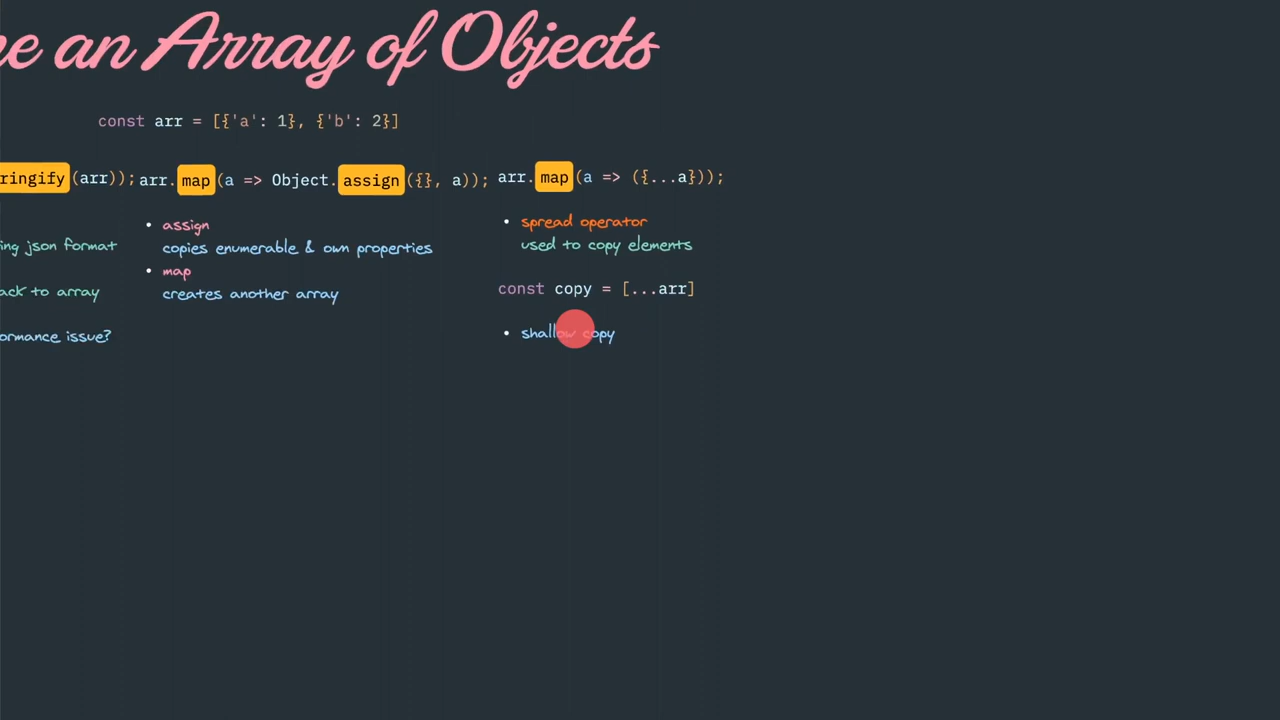 e an Array of Objects
const arr = [{'a': 1}, {'b': 2}]
ringify(arr));
ing json format
ack to array
ormance issue?
arr.map(a => Object.assign({}, a));
• assign
copies enumerable & own properties
• map
creates another array
arr.map(a => ({...a}));
• spread operator
used to copy elements
const copy = [...arr]
• shallow copy